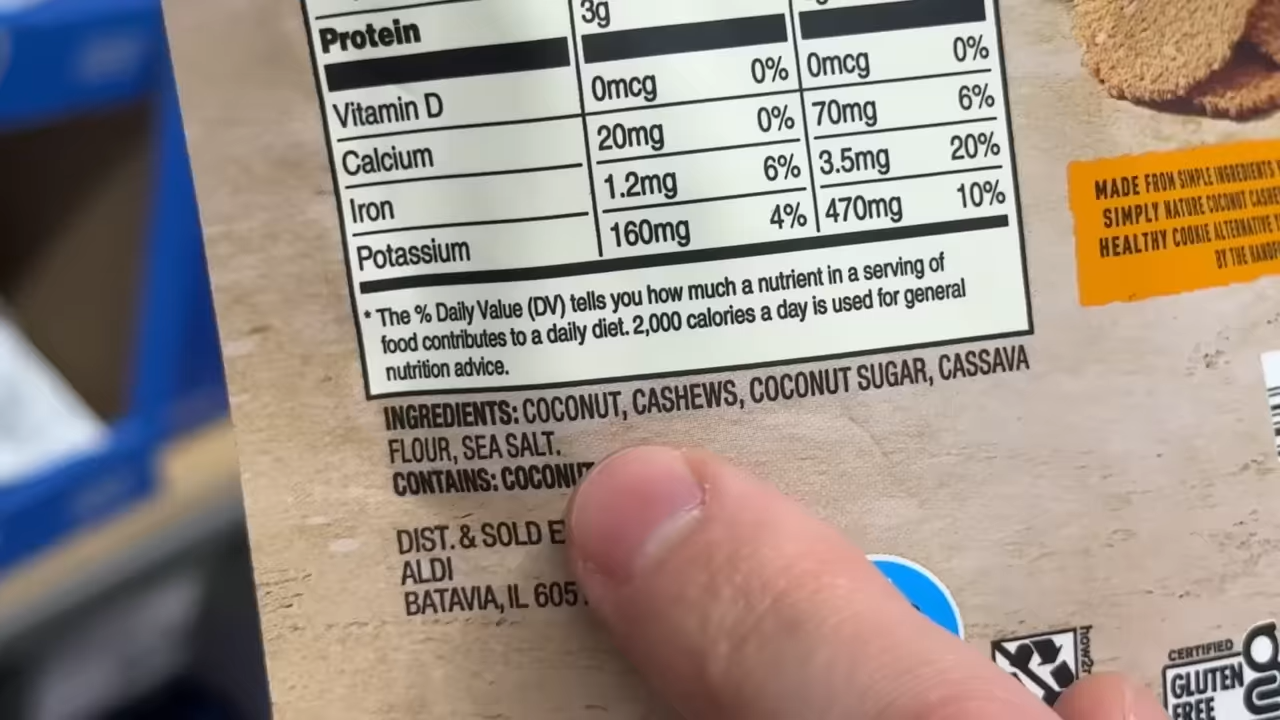 3g
Protein
Vitamin D 0mcg 0% 0mcg 0%
Calcium 20mg 0% 70mg 6%
Iron 1.2mg 6% 3.5mg 20%
Potassium 160mg 4% 470mg 10%
* The % Daily Value (DV) tells you how much a nutrient in a serving of
food contributes to a daily diet. 2,000 calories a day is used for general
nutrition advice.
INGREDIENTS: COCONUT, CASHEWS, COCONUT SUGAR, CASSAVA
FLOUR, SEA SALT.
CONTAINS: COCONUT
DIST. & SOLD
ALDI
BATAVIA, IL 605
MADE FROM SIMPLE INGREDIENTS
SIMPLY NATURE COCONUT CASHE
HEALTHY COOKIE ALTERNATIVE
BY THE HANDF
how2r
CERTIFIED
GLUTEN
FREE